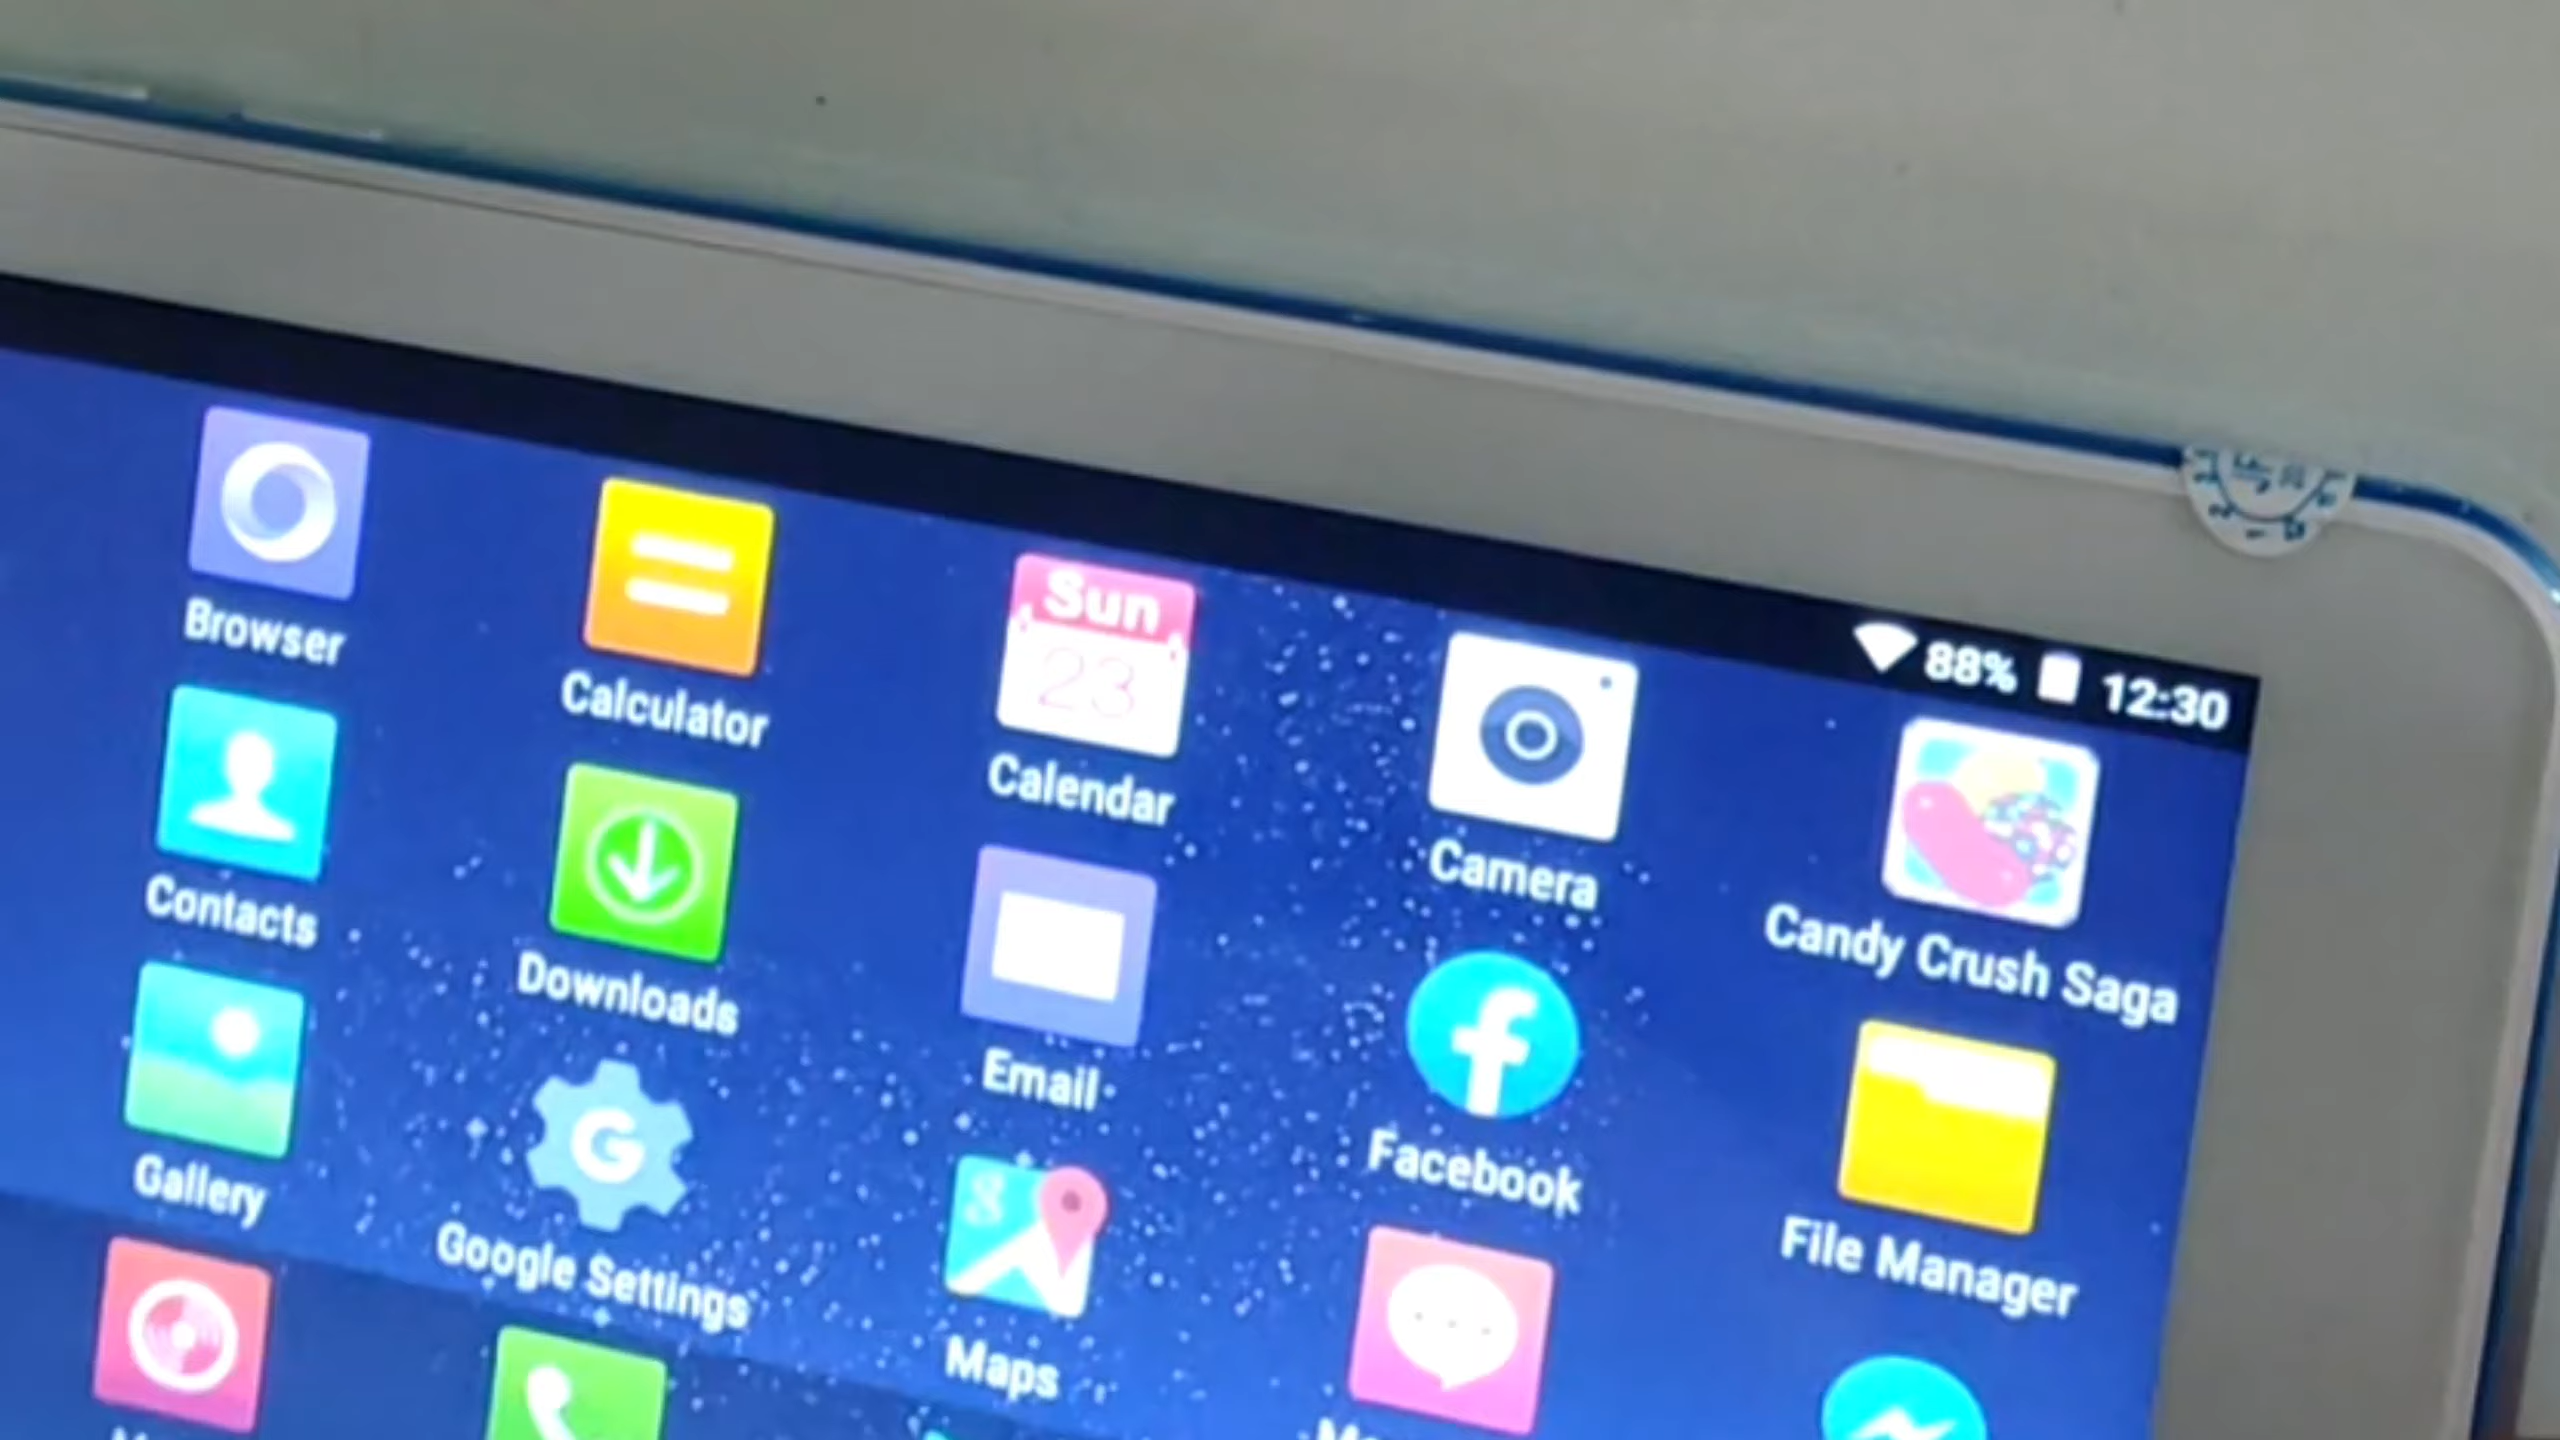 88% 12:30
Browser
Calculator
Sun
23
Calendar
Camera
Candy Crush Saga
Contacts
Downloads
Email
f
Facebook
File Manager
Gallery
G
Google Settings
g
Maps